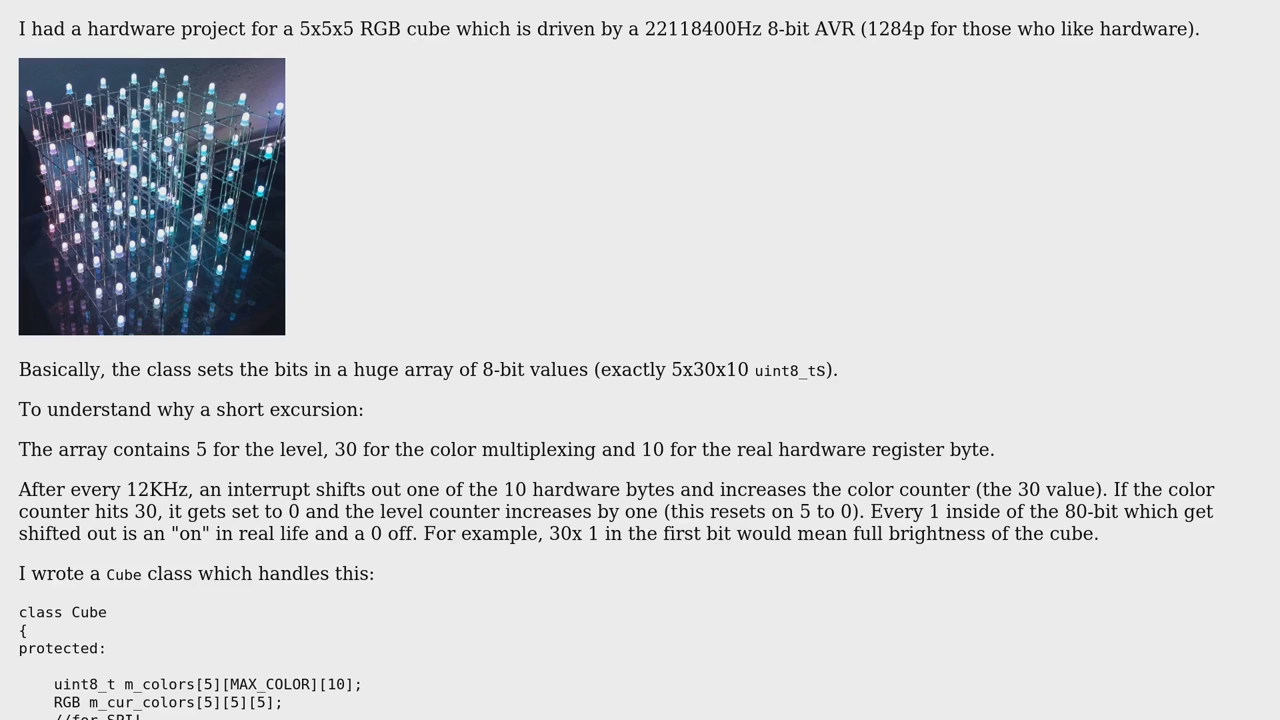 I had a hardware project for a 5x5x5 RGB cube which is driven by a 22118400Hz 8-bit AVR (1284p for those who like hardware).
Basically, the class sets the bits in a huge array of 8-bit values (exactly 5x30x10 uint8_ts).
To understand why a short excursion:
The array contains 5 for the level, 30 for the color multiplexing and 10 for the real hardware register byte.
After every 12KHz, an interrupt shifts out one of the 10 hardware bytes and increases the color counter (the 30 value). If the color
counter hits 30, it gets set to 0 and the level counter increases by one (this resets on 5 to 0). Every 1 inside of the 80-bit which get
shifted out is an "on" in real life and a 0 off. For example, 30x 1 in the first bit would mean full brightness of the cube.
I wrote a Cube class which handles this:
class Cube
{
protected:
uint8_t m_colors[5][MAX_COLOR][10];
RGB m_cur_colors[5][5][5];
//for SPI!